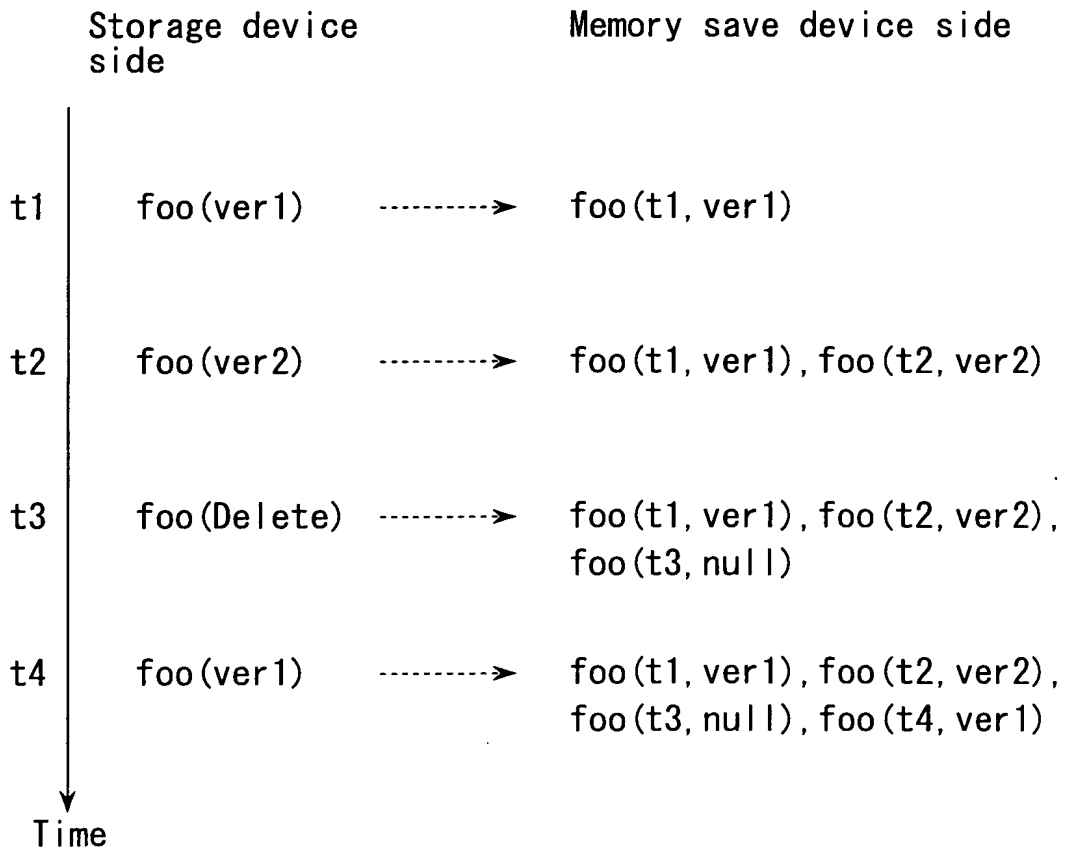 Storage device side
Memory save device side
t1 foo(ver1) foo(t1,ver1)
t2 foo(ver2) foo(t1,ver1),foo(t2,ver2)
t3 foo(Delete) foo(t1,ver1),foo(t2,ver2),
foo(t3,null)
t4 foo(ver1) foo(t1,ver1),foo(t2,ver2),
foo(t3,null),foo(t4,ver1)
Time